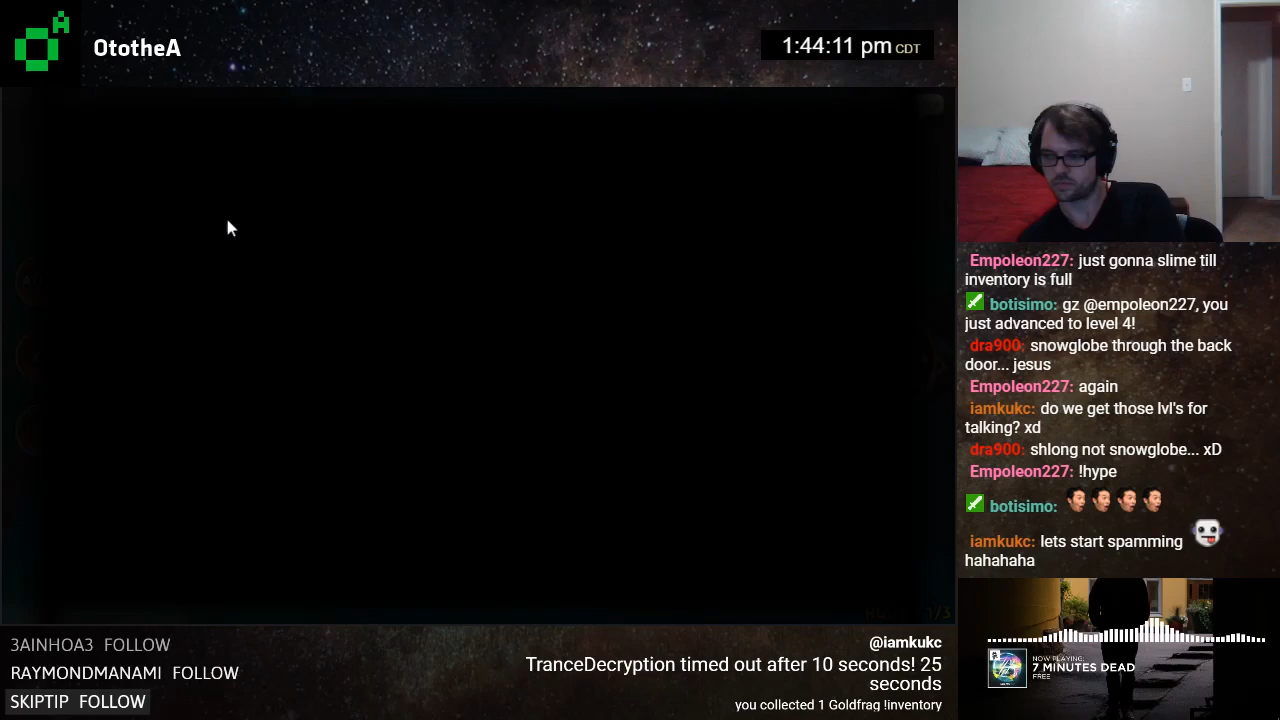 OtotheA
1:44:11 pm CDT
Empoleon227: just gonna slime till
inventory is full
botisimo: gz @empoleon227, you
just advanced to level 4!
dra900: snowglobe through the back
door... jesus
Empoleon227: again
iamkukc: do we get those lvl's for
talking? xd
dra900: shlong not snowglobe... xD
Empoleon227: !hype
botisimo:
iamkukc: lets start spamming
hahahaha
3AINHOA3 FOLLOW
RAYMONDMANAMI FOLLOW
SKIPTIP FOLLOW
@iamkukc
TranceDecryption timed out after 10 seconds! 25
seconds
you collected 1 Goldfrag !inventory
NOW PLAYING:
7 MINUTES DEAD
FREE